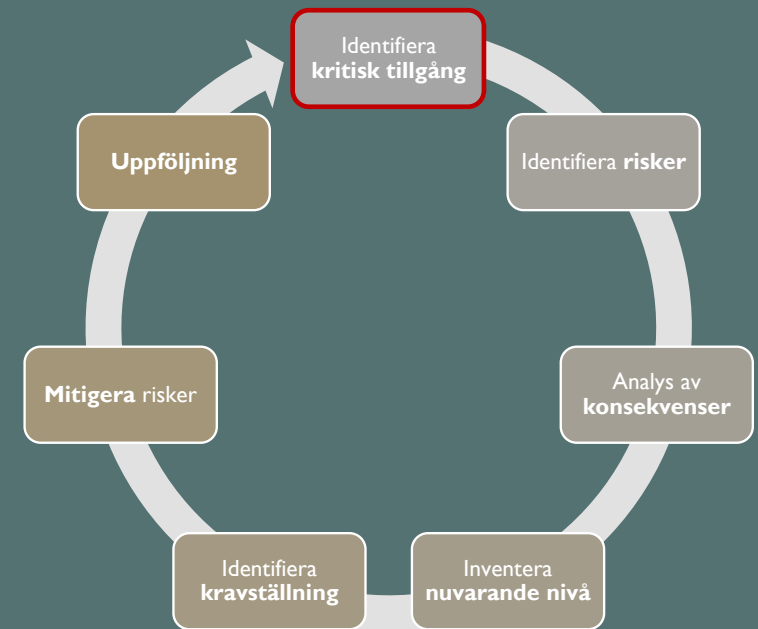 Identifiera
kritisk tillgång
Identifiera risker
Analys av
konsekvenser
Inventera
nuvarande nivå
Identifiera
kravställning
Mitigera risker
Uppföljning